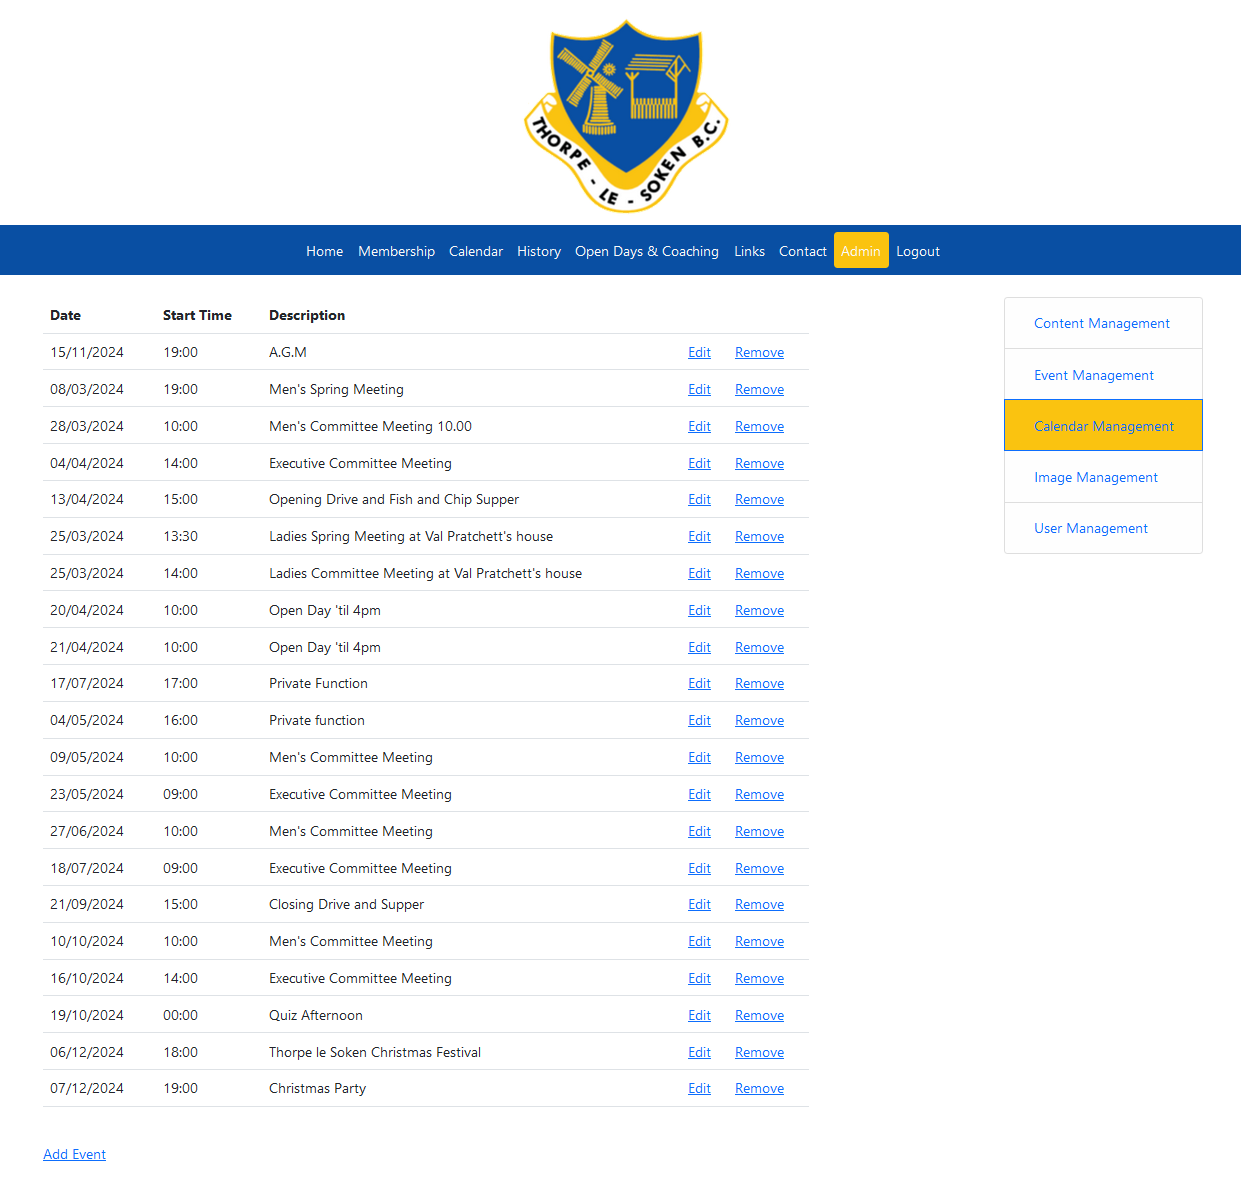 THORPE - LE - SOKEN B.C.
Home Membership Calendar History Open Days & Coaching Links Contact Admin Logout
Date Start Time Description
15/11/2024 19:00 A.G.M Edit Remove
08/03/2024 19:00 Men's Spring Meeting Edit Remove
28/03/2024 10:00 Men's Committee Meeting 10.00 Edit Remove
04/04/2024 14:00 Executive Committee Meeting Edit Remove
13/04/2024 15:00 Opening Drive and Fish and Chip Supper Edit Remove
25/03/2024 13:30 Ladies Spring Meeting at Val Pratchett's house Edit Remove
25/03/2024 14:00 Ladies Committee Meeting at Val Pratchett's house Edit Remove
20/04/2024 10:00 Open Day 'til 4pm Edit Remove
21/04/2024 10:00 Open Day 'til 4pm Edit Remove
17/07/2024 17:00 Private Function Edit Remove
04/05/2024 16:00 Private function Edit Remove
09/05/2024 10:00 Men's Committee Meeting Edit Remove
23/05/2024 09:00 Executive Committee Meeting Edit Remove
27/06/2024 10:00 Men's Committee Meeting Edit Remove
18/07/2024 09:00 Executive Committee Meeting Edit Remove
21/09/2024 15:00 Closing Drive and Supper Edit Remove
10/10/2024 10:00 Men's Committee Meeting Edit Remove
16/10/2024 14:00 Executive Committee Meeting Edit Remove
19/10/2024 00:00 Quiz Afternoon Edit Remove
06/12/2024 18:00 Thorpe le Soken Christmas Festival Edit Remove
07/12/2024 19:00 Christmas Party Edit Remove
Add Event
Content Management
Event Management
Calendar Management
Image Management
User Management